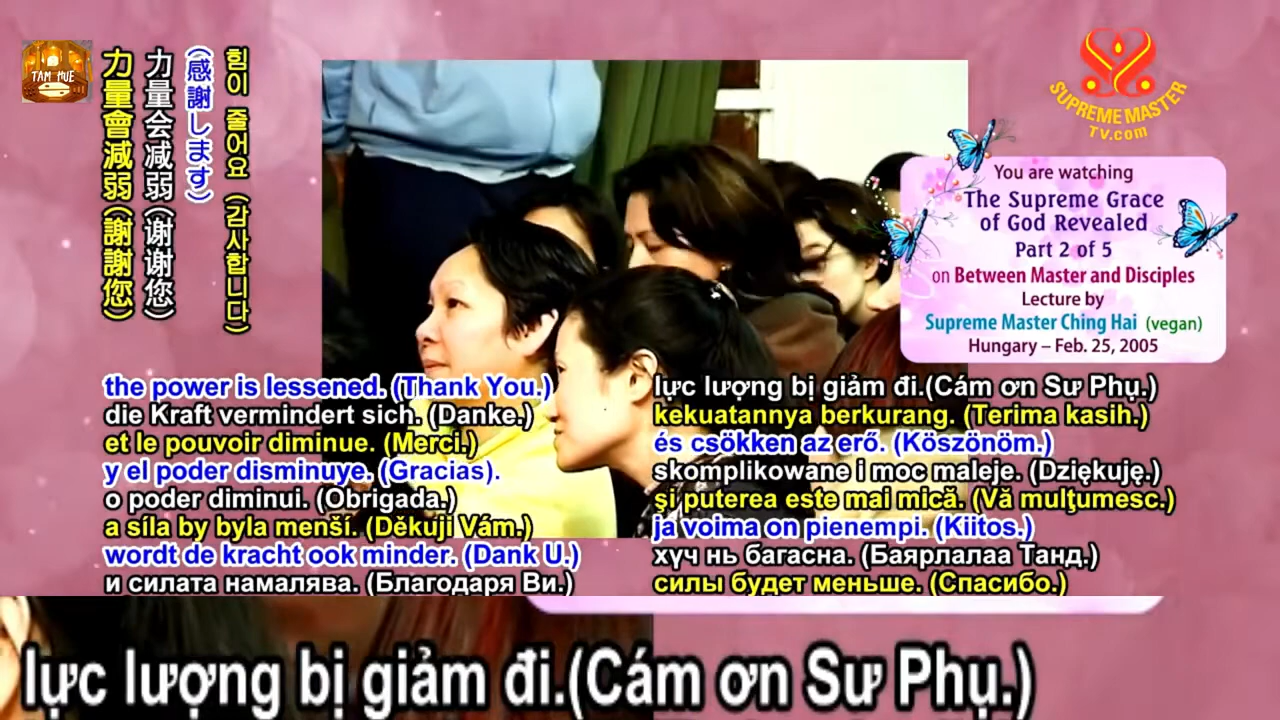 TAM HUE
力量會減弱(謝謝您)
力量会减弱(谢谢您)
(感謝します)
힘이 줄어요 (감사합니다)
SUPREME MASTER
TV.com
You are watching
The Supreme Grace
of God Revealed
Part 2 of 5
on Between Master and Disciples
Lecture by
Supreme Master Ching Hai (vegan)
Hungary – Feb. 25, 2005
the power is lessened. (Thank You.)
die Kraft vermindert sich. (Danke.)
et le pouvoir diminue. (Merci.)
y el poder disminuye. (Gracias).
o poder diminui. (Obrigada.)
a síla by byla menší. (Děkuji Vám.)
wordt de kracht ook minder. (Dank U.)
и силата намалява. (Благодаря Ви.)
lực lượng bị giảm đi.(Cám ơn Sư Phụ.)
kekuatannya berkurang. (Terima kasih.)
és csökken az erő. (Köszönöm.)
skomplikowane i moc maleje. (Dziękuję.)
şi puterea este mai mică. (Vă mulţumesc.)
ja voima on pienempi. (Kiitos.)
хүч нь багасна. (Баярлалаа Танд.)
силы будет меньше. (Спасибо.)
lực lượng bị giảm đi.(Cám ơn Sư Phụ.)